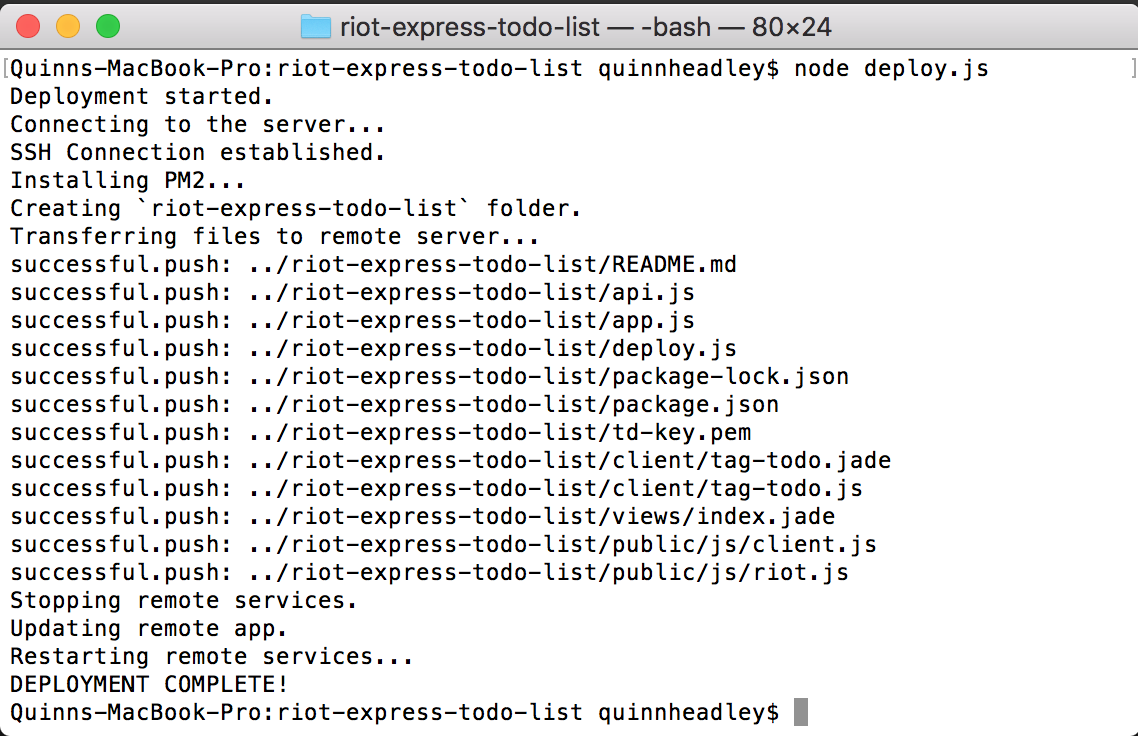 riot-express-todo-list — -bash — 80×24
[Quinns-MacBook-Pro:riot-express-todo-list quinnheadley$ node deploy.js ]
Deployment started.
Connecting to the server...
SSH Connection established.
Installing PM2...
Creating `riot-express-todo-list` folder.
Transferring files to remote server...
successful.push: ../riot-express-todo-list/README.md
successful.push: ../riot-express-todo-list/api.js
successful.push: ../riot-express-todo-list/app.js
successful.push: ../riot-express-todo-list/deploy.js
successful.push: ../riot-express-todo-list/package-lock.json
successful.push: ../riot-express-todo-list/package.json
successful.push: ../riot-express-todo-list/td-key.pem
successful.push: ../riot-express-todo-list/client/tag-todo.jade
successful.push: ../riot-express-todo-list/client/tag-todo.js
successful.push: ../riot-express-todo-list/views/index.jade
successful.push: ../riot-express-todo-list/public/js/client.js
successful.push: ../riot-express-todo-list/public/js/riot.js
Stopping remote services.
Updating remote app.
Restarting remote services...
DEPLOYMENT COMPLETE!
Quinns-MacBook-Pro:riot-express-todo-list quinnheadley$